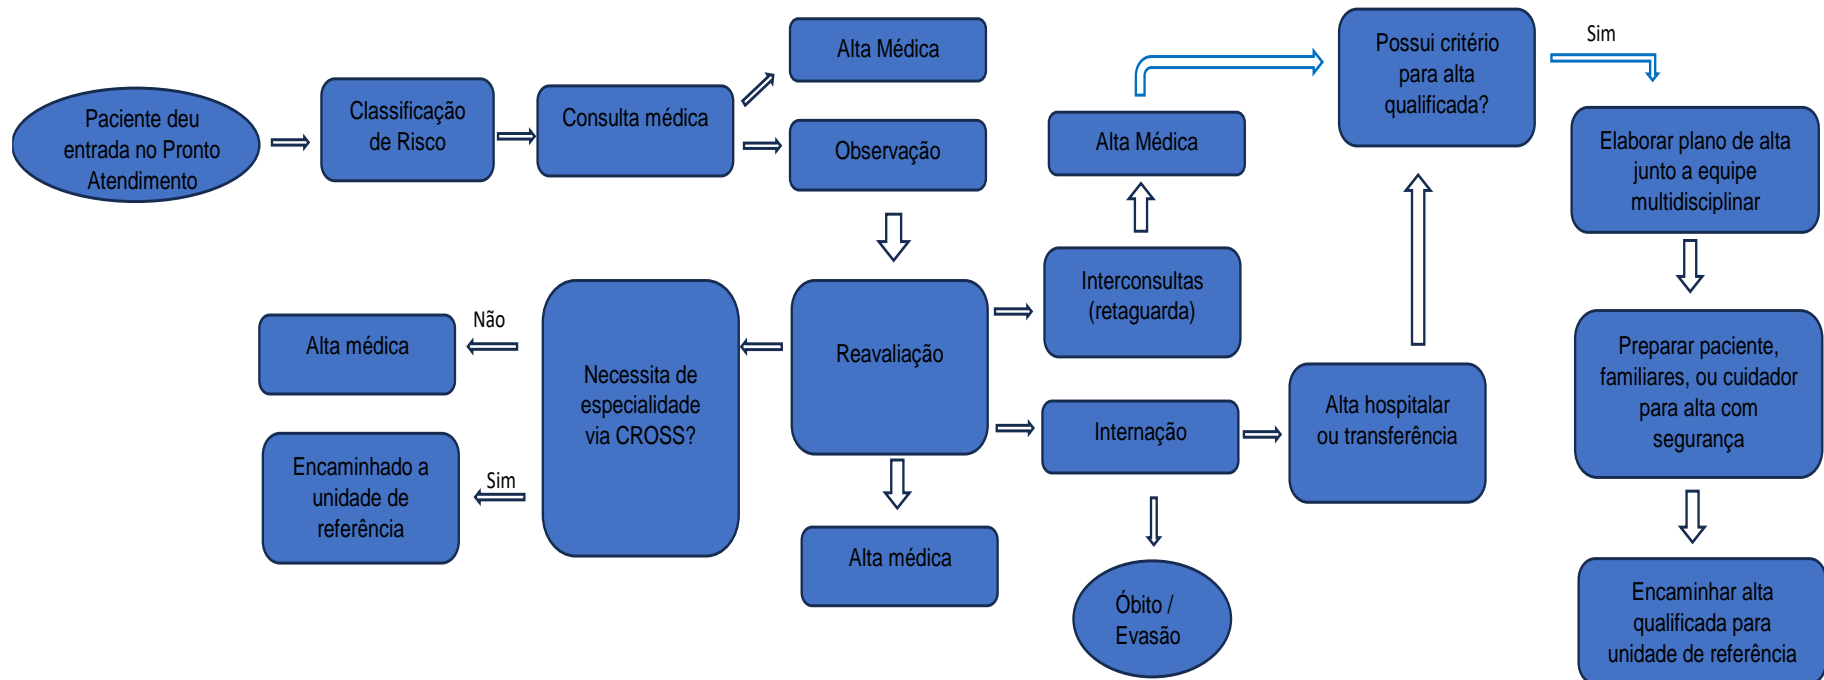 Paciente deu
entrada no Pronto
Atendimento
Classificação
de Risco
Consulta médica
Alta Médica
Observação
Reavaliação
Necessita de
especialidade
via CROSS?
Não
Alta médica
Sim
Encaminhado a
unidade de
referência
Alta médica
Interconsultas
(retaguarda)
Alta Médica
Internação
Óbito /
Evasão
Alta hospitalar
ou transferência
Possui critério
para alta
qualificada?
Sim
Elaborar plano de alta
junto a equipe
multidisciplinar
Preparar paciente,
familiares, ou cuidador
para alta com
segurança
Encaminhar alta
qualificada para
unidade de referência